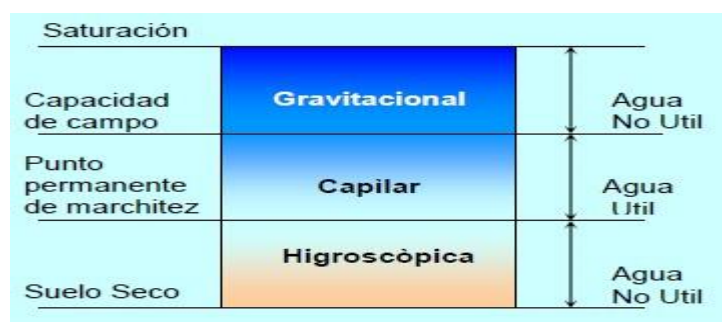 Saturación
Gravitacional
Capacidad
de campo
Agua
No Util
Punto
permanente
de marchitez
Capilar
Agua
Util
Higroscòpica
Suelo Seco
Agua
No Util